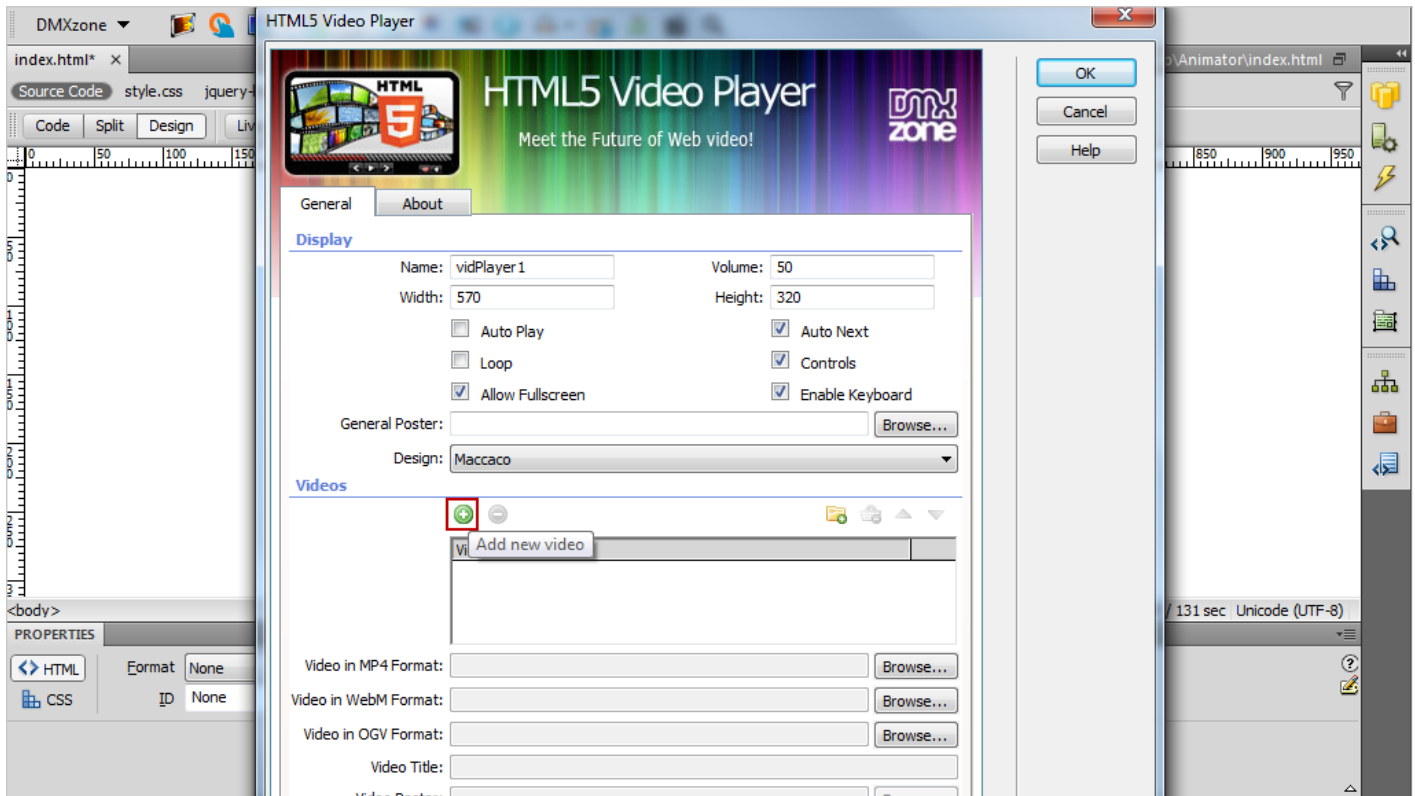 DMXzone
HTML5 Video Player
index.html*
\Animator\index.html
Source Code style.css
Code Split Design
0 50 100 150
850 900 950
HTML
5
HTML5 Video Player
Meet the Future of Web video!
DMX
zone
OK
Cancel
Help
General About
Display
Name: vidPlayer1 Volume: 50
Width: 570 Height: 320
Auto Play Auto Next
Loop Controls
Allow Fullscreen Enable Keyboard
General Poster: Browse...
Design: Maccaco
Videos
Add new video
Video in MP4 Format: Browse...
Video in WebM Format: Browse...
Video in OGV Format: Browse...
Video Title:
<body>
/ 131 sec Unicode (UTF-8)
PROPERTIES
<> HTML Format None
CSS ID None